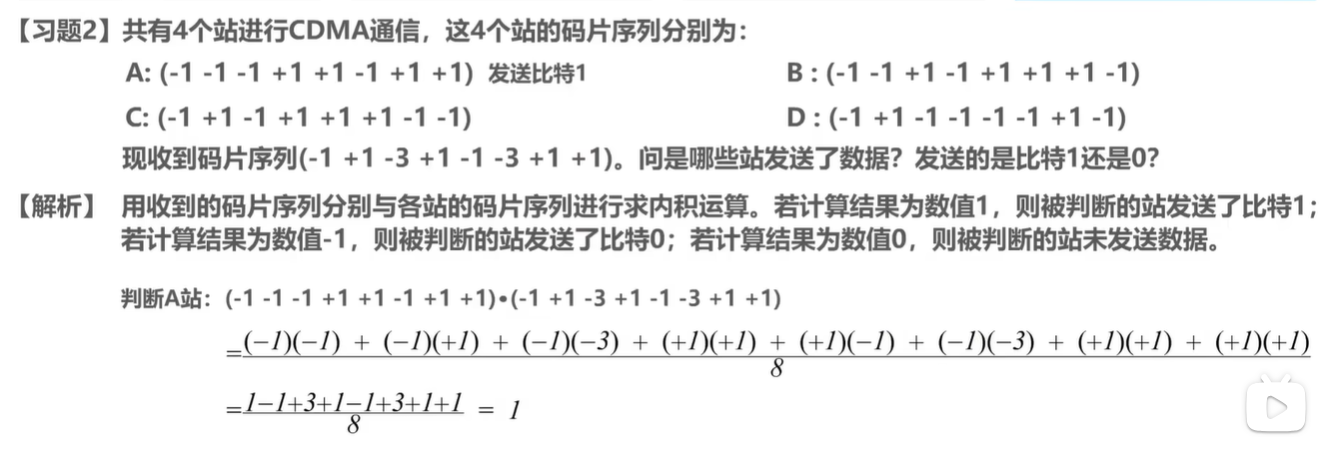 【习题2】共有4个站进行CDMA通信，这4个站的码片序列分别为：
A: (-1 -1 -1 +1 +1 -1 +1 +1) 发送比特1 B : (-1 -1 +1 -1 +1 +1 +1 -1)
C: (-1 +1 -1 +1 +1 +1 -1 -1) D : (-1 +1 -1 -1 -1 -1 +1 -1)
现收到码片序列(-1 +1 -3 +1 -1 -3 +1 +1)。问是哪些站发送了数据？发送的是比特1还是0？
【解析】 用收到的码片序列分别与各站的码片序列进行求内积运算。若计算结果为数值1，则被判断的站发送了比特1；
若计算结果为数值-1，则被判断的站发送了比特0；若计算结果为数值0，则被判断的站未发送数据。
判断A站： (-1 -1 -1 +1 +1 -1 +1 +1)•(-1 +1 -3 +1 -1 -3 +1 +1)
=(−1)(−1) + (−1)(+1) + (−1)(−3) + (+1)(+1) + (+1)(−1) + (−1)(−3) + (+1)(+1) + (+1)(+1)
8
=1−1+3+1−1+3+1+1 = 1
8